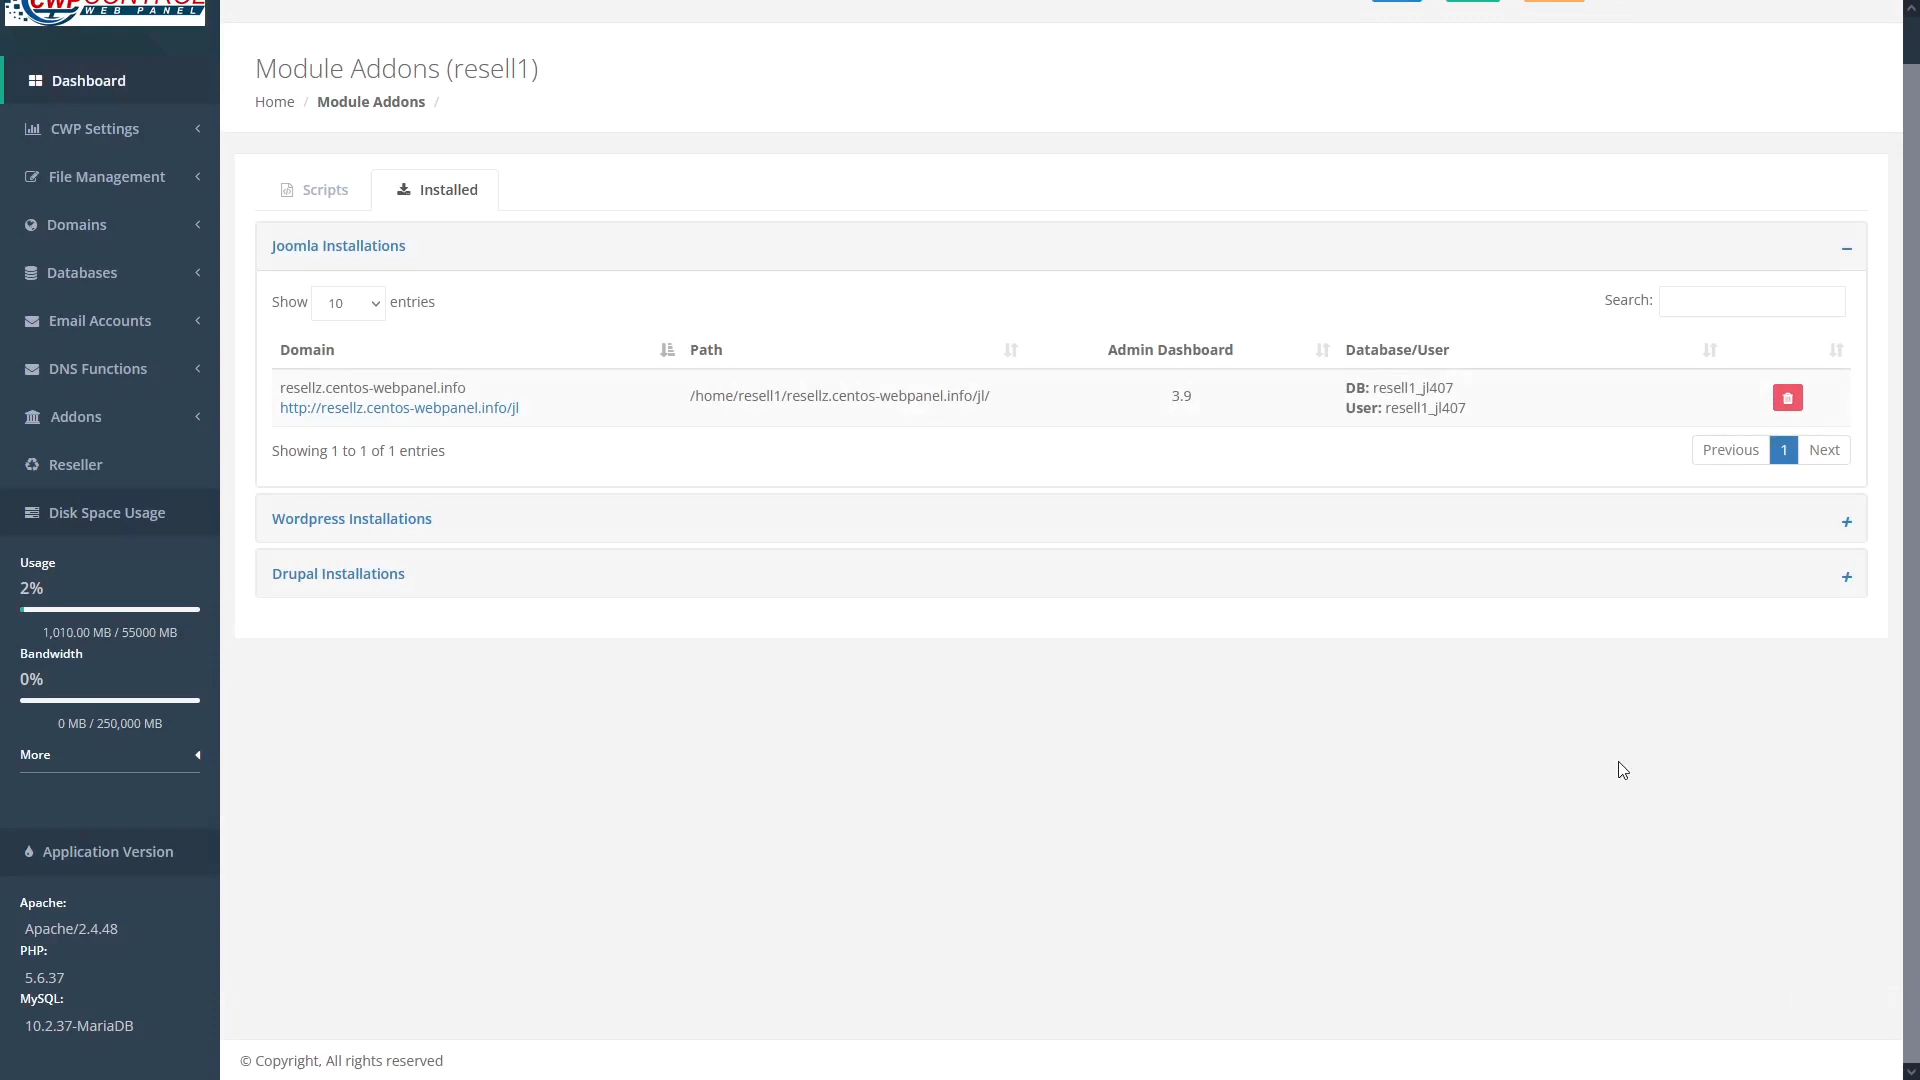 WEB PANEL
Dashboard
CWP Settings
File Management
Domains
Databases
Email Accounts
DNS Functions
Addons
Reseller
Disk Space Usage
Usage
2%
1,010.00 MB / 55000 MB
Bandwidth
0%
0 MB / 250,000 MB
More
Application Version
Apache:
Apache/2.4.48
PHP:
5.6.37
MySQL:
10.2.37-MariaDB
Module Addons (resell1)
Home / Module Addons /
Scripts Installed
Joomla Installations
Show 10 entries Search:
Domain Path Admin Dashboard Database/User
resellz.centos-webpanel.info /home/resell1/resellz.centos-webpanel.info/jl/ 3.9 DB: resell1_jl407
http://resellz.centos-webpanel.info/jl User: resell1_jl407
Showing 1 to 1 of 1 entries Previous 1 Next
Wordpress Installations
Drupal Installations
© Copyright, All rights reserved